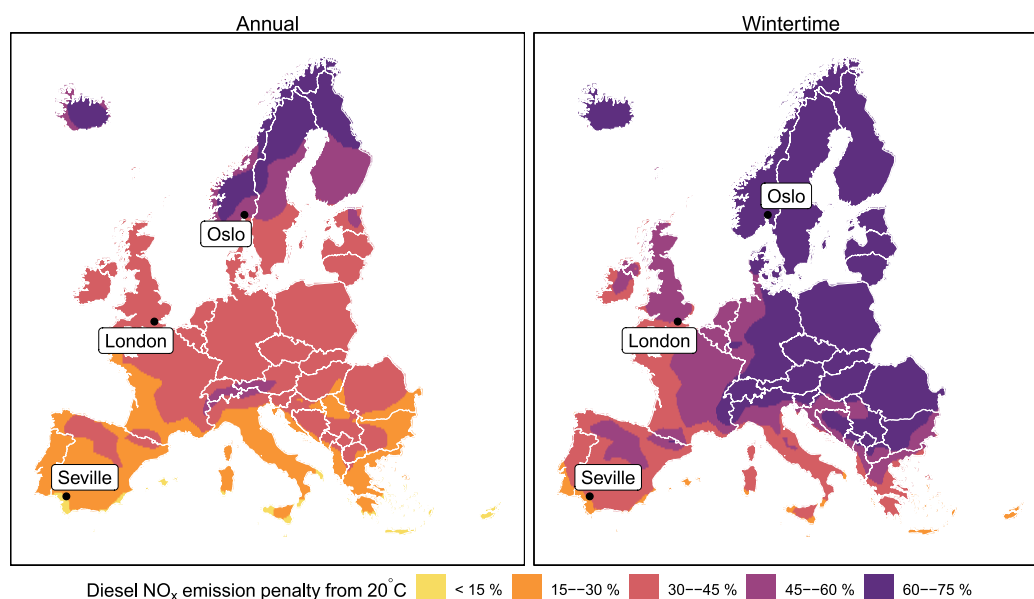 Annual
Wintertime
Oslo
London
Seville
Oslo
London
Seville
Diesel NOₓ emission penalty from 20°C < 15 % 15−−30 % 30−−45 % 45−−60 % 60−−75 %